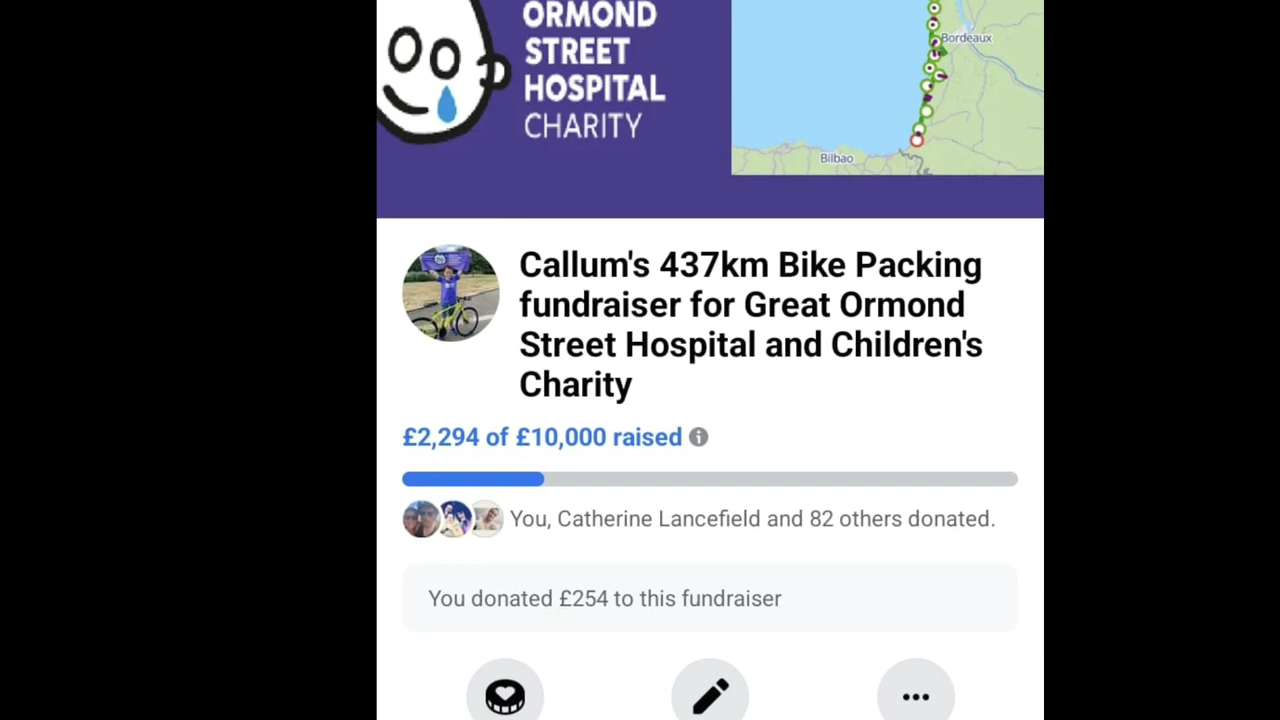 ORMOND
STREET
HOSPITAL
CHARITY
Bordeaux
Bilbao
Callum's 437km Bike Packing
fundraiser for Great Ormond
Street Hospital and Children's
Charity
£2,294 of £10,000 raised
You, Catherine Lancefield and 82 others donated.
You donated £254 to this fundraiser